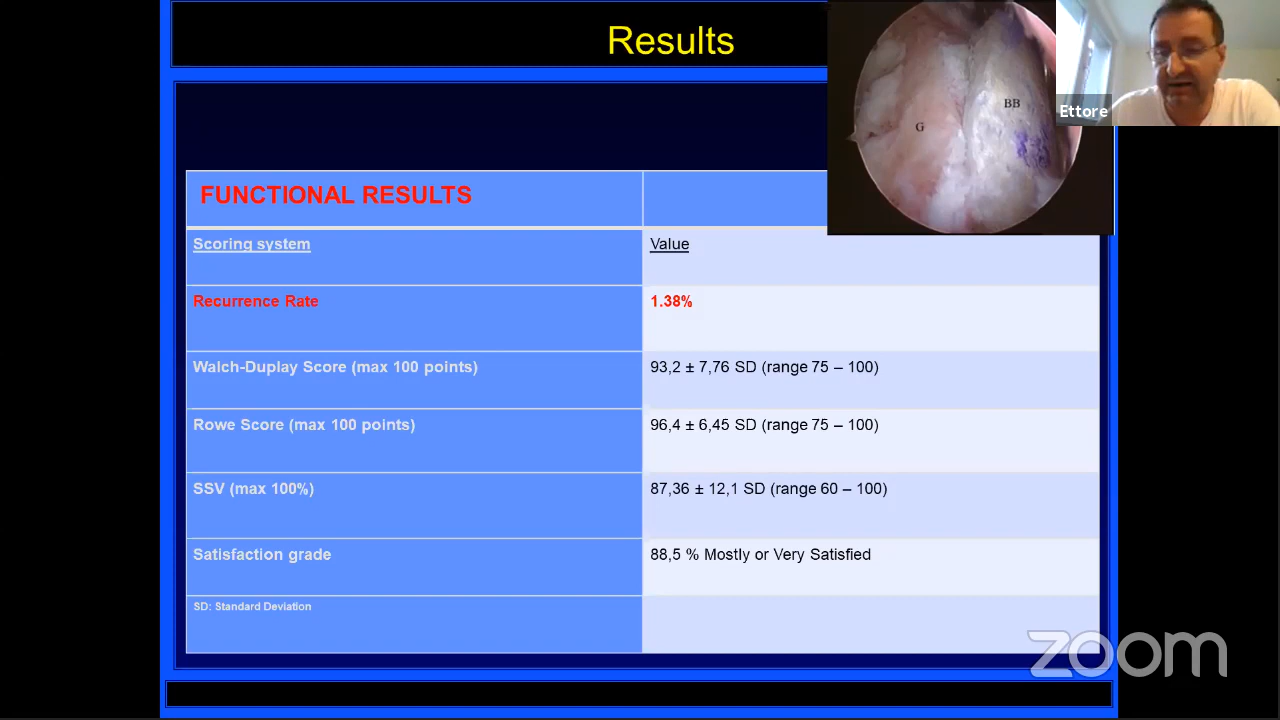 Results
G
BB
Ettore
FUNCTIONAL RESULTS
Scoring system
Value
Recurrence Rate
1.38%
Walch-Duplay Score (max 100 points)
93,2 ± 7,76 SD (range 75 – 100)
Rowe Score (max 100 points)
96,4 ± 6,45 SD (range 75 – 100)
SSV (max 100%)
87,36 ± 12,1 SD (range 60 – 100)
Satisfaction grade
88,5 % Mostly or Very Satisfied
SD: Standard Deviation
zoom